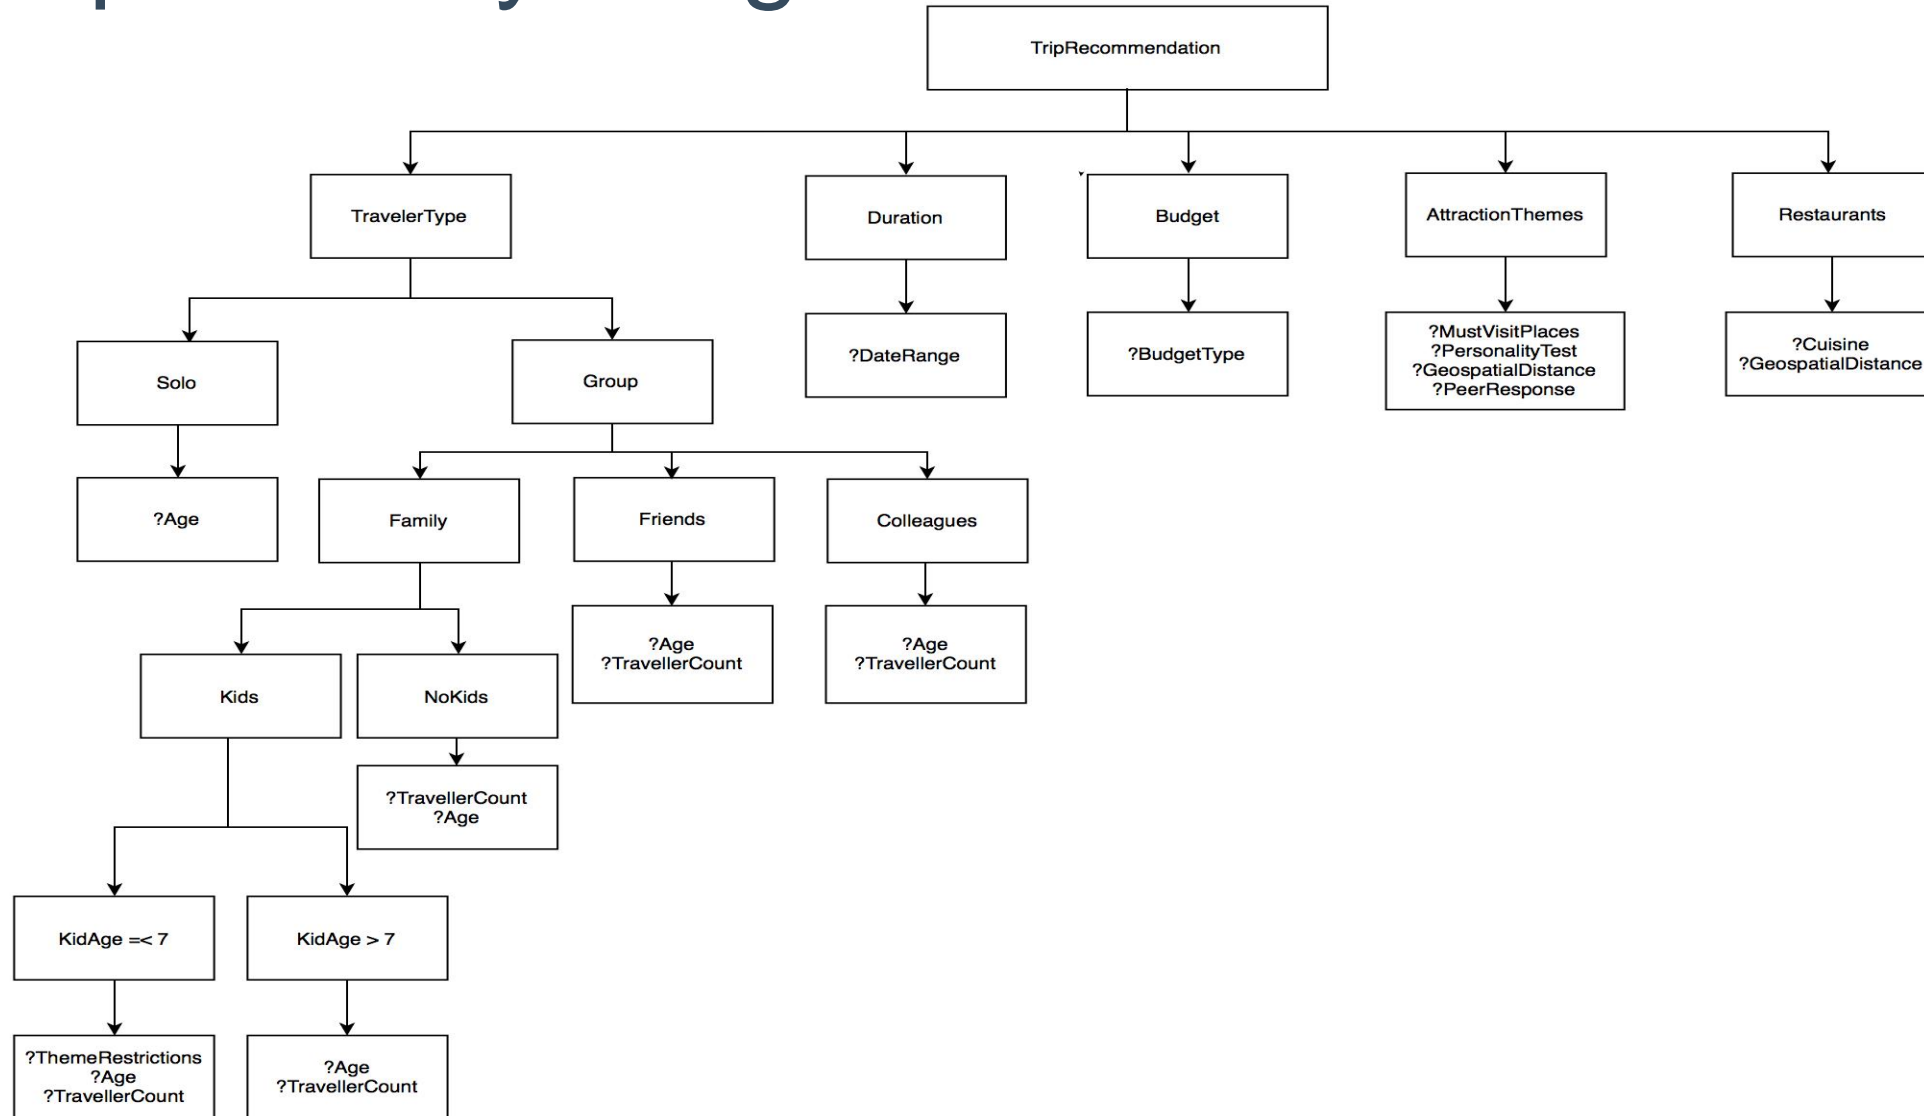 TripRecommendation
TravelerType
Duration
Budget
AttractionThemes
Restaurants
?DateRange
?BudgetType
?MustVisitPlaces
?PersonalityTest
?GeospatialDistance
?PeerResponse
?Cuisine
?GeospatialDistance
Solo
Group
?Age
Family
Friends
Colleagues
?Age
?TravellerCount
?Age
?TravellerCount
Kids
NoKids
?TravellerCount
?Age
KidAge =< 7
KidAge > 7
?ThemeRestrictions
?Age
?TravellerCount
?Age
?TravellerCount